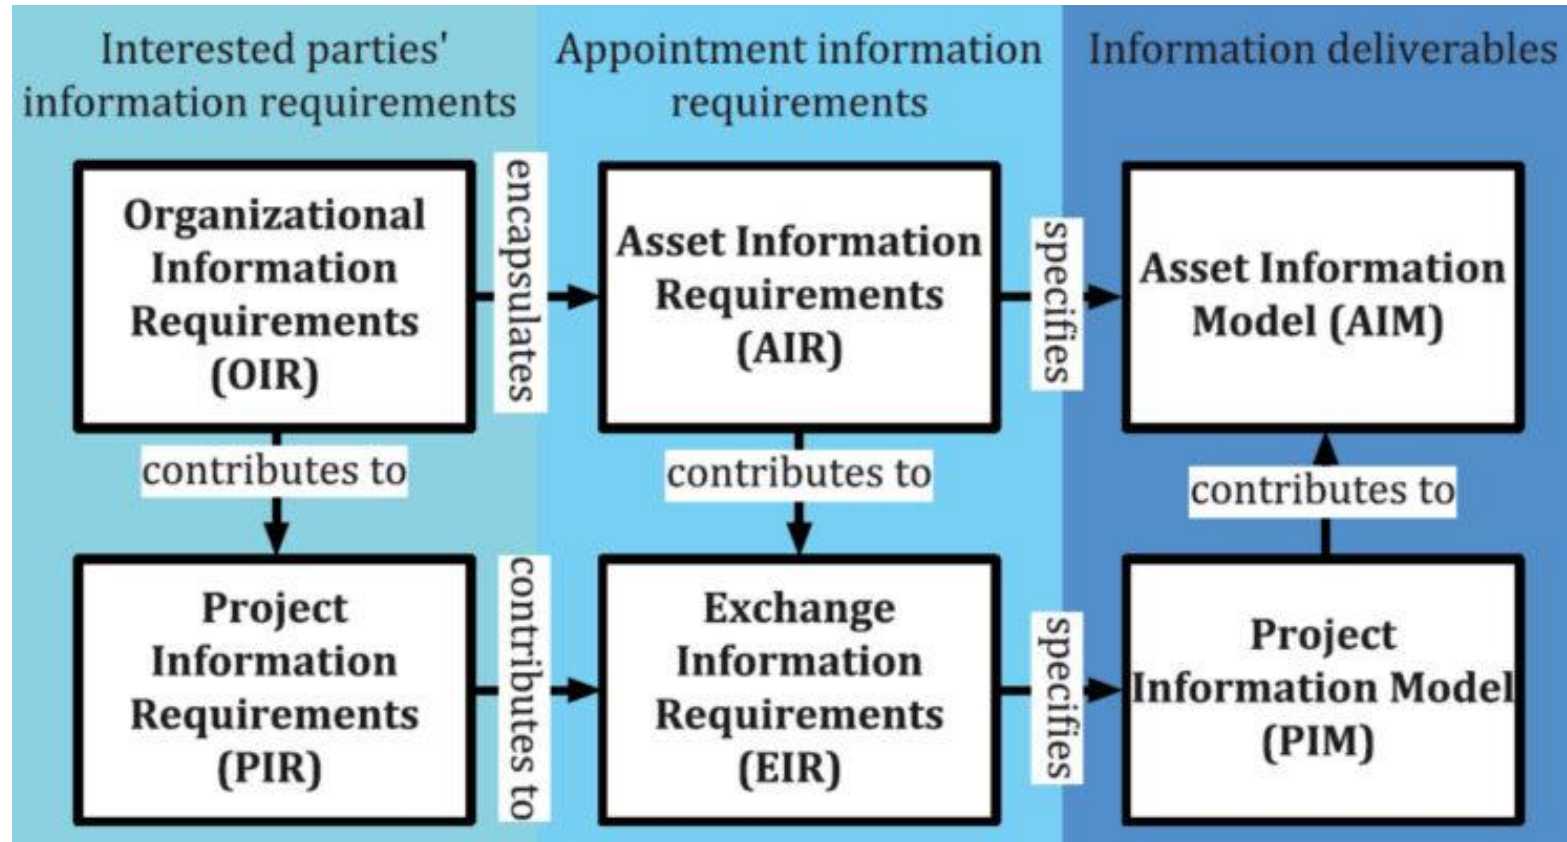 Interested parties'
information requirements
Appointment information
requirements
Information deliverables
Organizational
Information
Requirements
(OIR)
encapsulates
Asset Information
Requirements
(AIR)
specifies
Asset Information
Model (AIM)
contributes to
contributes to
contributes to
Project
Information
Requirements
(PIR)
contributes to
Exchange
Information
Requirements
(EIR)
specifies
Project
Information Model
(PIM)